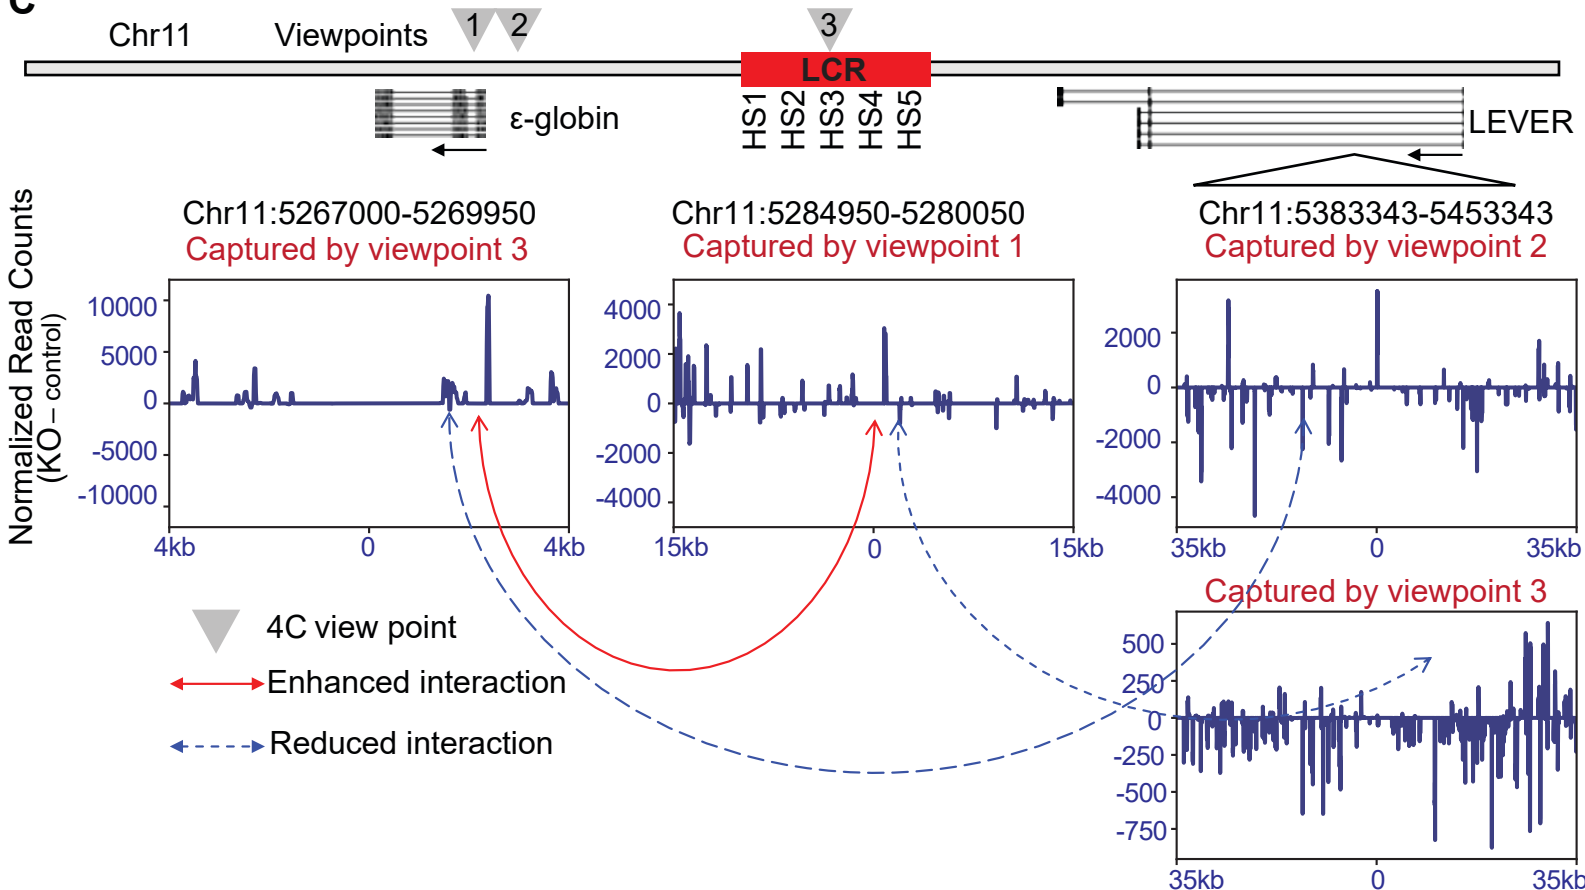 C
Chr11
Viewpoints
1
2
3
LCR
HS1
HS2
HS3
HS4
HS5
ε-globin
LEVER
Chr11:5267000-5269950
Captured by viewpoint 3
Chr11:5284950-5280050
Captured by viewpoint 1
Chr11:5383343-5453343
Captured by viewpoint 2
Normalized Read Counts
(KO– control)
10000
5000
0
-5000
-10000
4kb
0
4kb
4000
2000
0
-2000
-4000
15kb
0
15kb
2000
0
-2000
-4000
35kb
0
35kb
Captured by viewpoint 3
500
250
0
-250
-500
-750
35kb
0
35kb
4C view point
Enhanced interaction
Reduced interaction